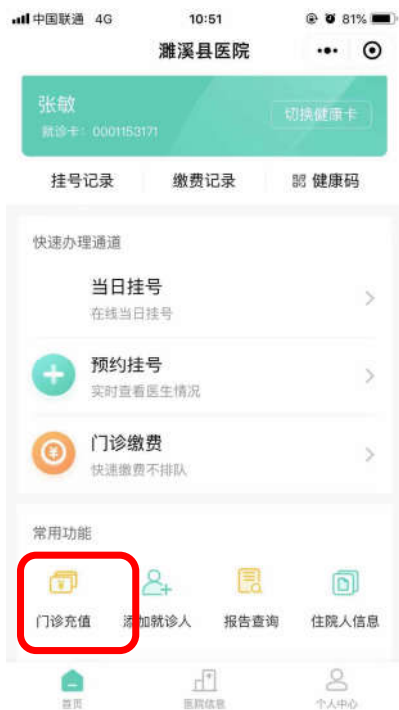 中国联通 4G 10:51 81%
濉溪县医院
张敏
切换健康卡
就诊卡：0001153171
挂号记录 缴费记录 健康码
快速办理通道
当日挂号
在线当日挂号
预约挂号
实时查看医生情况
门诊缴费
快速缴费不排队
常用功能
门诊充值 添加就诊人 报告查询 住院人信息
首页 医院信息 个人中心